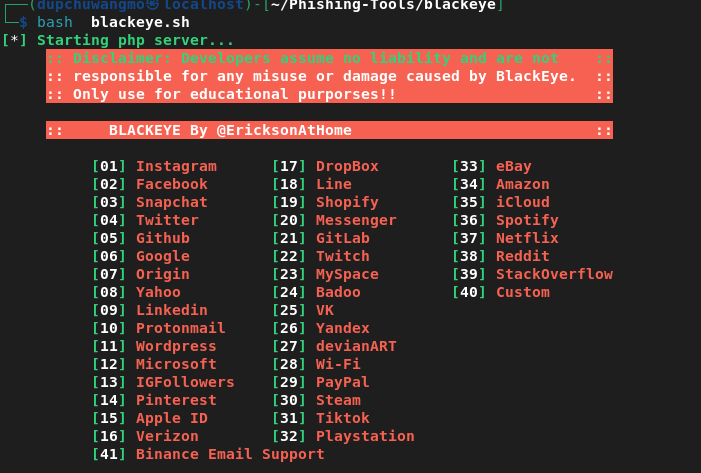 (dupchuwangmo㉿localhost)-[~/Phishing-Tools/blackeye]
$ bash blackeye.sh
[*] Starting php server...
:: Disclaimer: Developers assume no liability and are not ::
:: responsible for any misuse or damage caused by BlackEye. ::
:: Only use for educational purporses!! ::
:: BLACKEYE By @EricksonAtHome ::
[01] Instagram [17] DropBox [33] eBay
[02] Facebook [18] Line [34] Amazon
[03] Snapchat [19] Shopify [35] iCloud
[04] Twitter [20] Messenger [36] Spotify
[05] Github [21] GitLab [37] Netflix
[06] Google [22] Twitch [38] Reddit
[07] Origin [23] MySpace [39] StackOverflow
[08] Yahoo [24] Badoo [40] Custom
[09] Linkedin [25] VK
[10] Protonmail [26] Yandex
[11] Wordpress [27] devianART
[12] Microsoft [28] Wi-Fi
[13] IGFollowers [29] PayPal
[14] Pinterest [30] Steam
[15] Apple ID [31] Tiktok
[16] Verizon [32] Playstation
[41] Binance Email Support